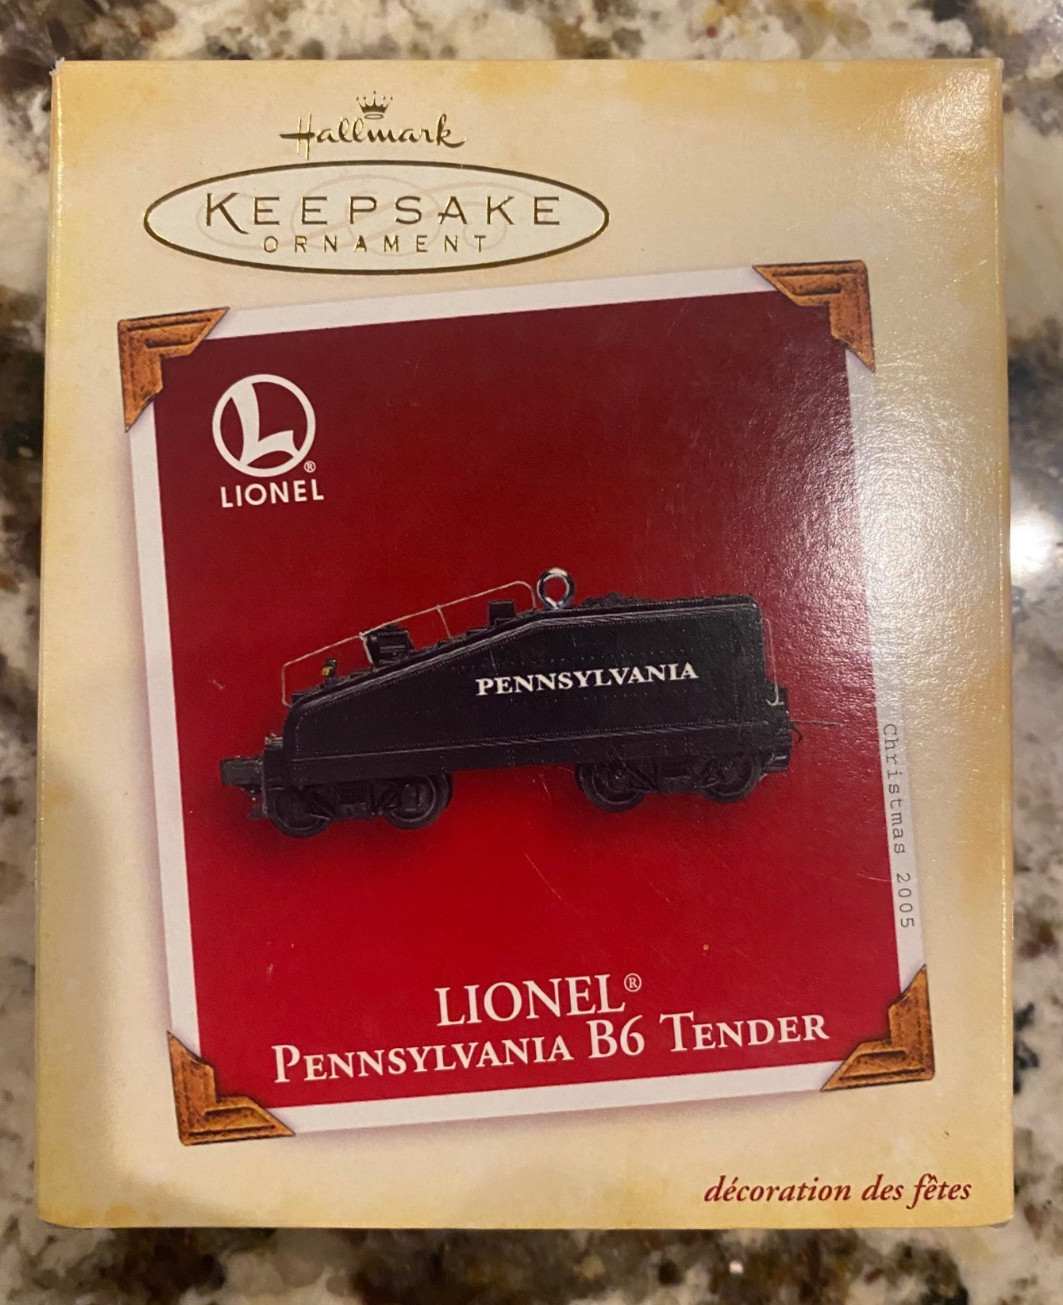 Hallmark
KEEPSAKE
ORNAMENT
L®
LIONEL
PENNSYLVANIA
Christmas 2005
LIONEL®
PENNSYLVANIA B6 TENDER
décoration des fêtes